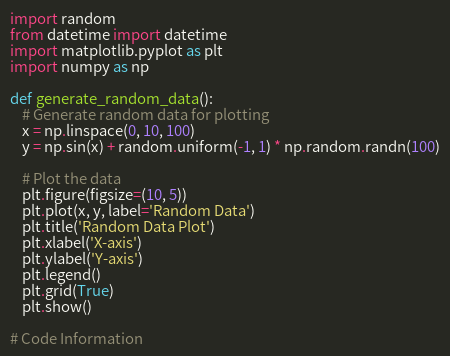 import random
from datetime import datetime
import matplotlib.pyplot as plt
import numpy as np

def generate_random_data():
    # Generate random data for plotting
    x = np.linspace(0, 10, 100)
    y = np.sin(x) + random.uniform(-1, 1) * np.random.randn(100)

    # Plot the data
    plt.figure(figsize=(10, 5))
    plt.plot(x, y, label='Random Data')
    plt.title('Random Data Plot')
    plt.xlabel('X-axis')
    plt.ylabel('Y-axis')
    plt.legend()
    plt.grid(True)
    plt.show()

# Code Information